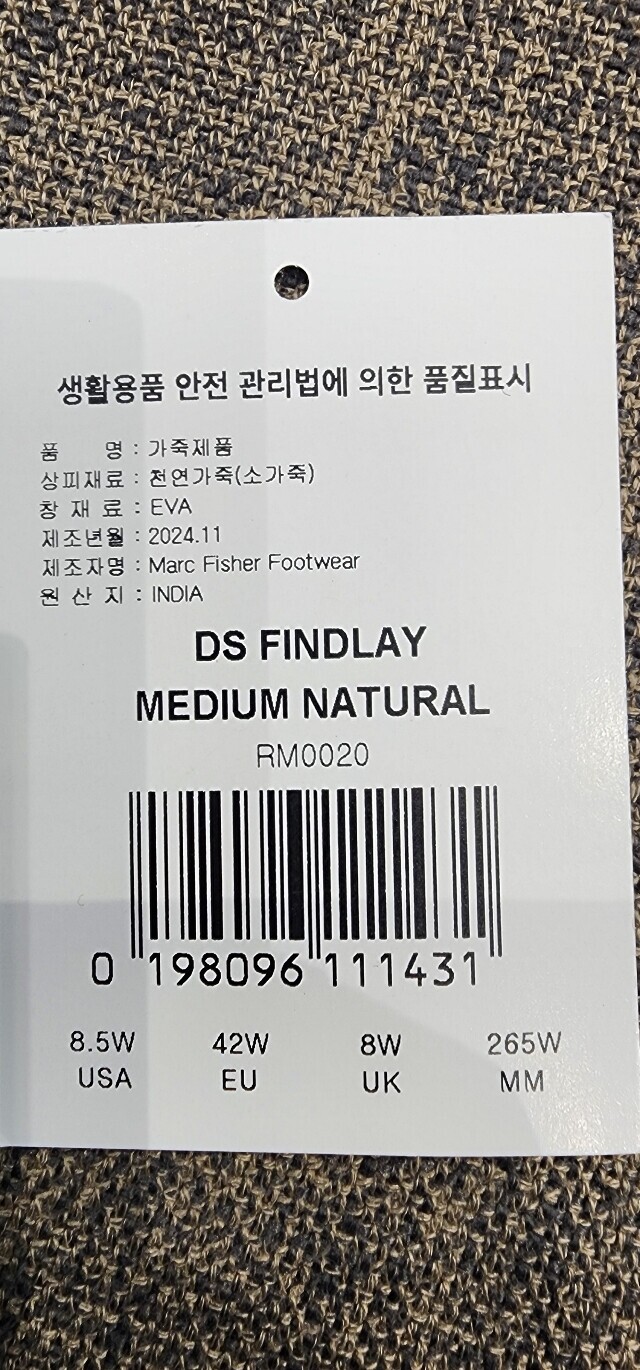 생활용품 안전 관리법에 의한 품질표시
품 명 : 가죽제품
상피재료 : 천연가죽(소가죽)
창 재 료 : EVA
제조년월 : 2024.11
제조자명 : Marc Fisher Footwear
원 산 지 : INDIA
DS FINDLAY
MEDIUM NATURAL
RM0020
0 198096 111431
8.5W 42W 8W 265W
USA EU UK MM